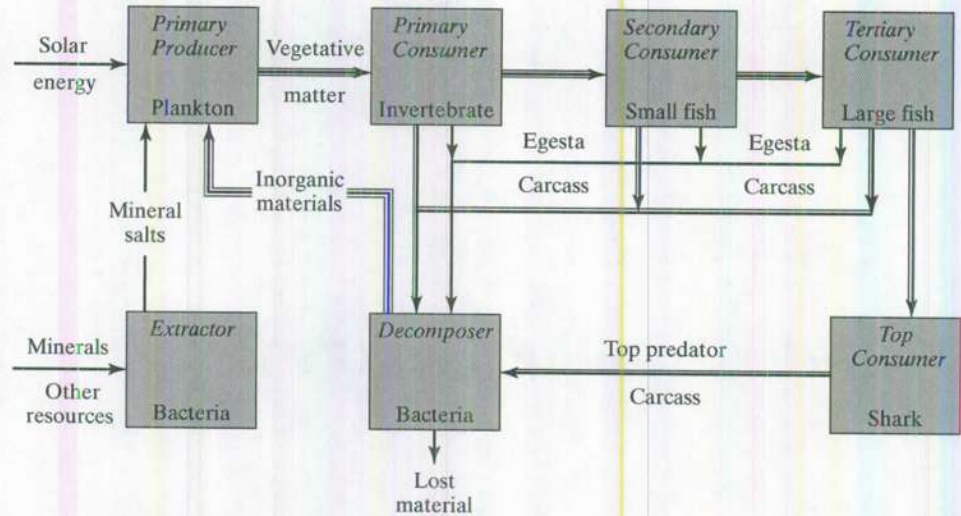 Solar
energy
Primary
Producer
Plankton
Vegetative
matter
Primary
Consumer
Invertebrate
Secondary
Consumer
Small fish
Tertiary
Consumer
Large fish
Egesta
Egesta
Carcass
Carcass
Inorganic
materials
Mineral
salts
Minerals
Other
resources
Extractor
Bacteria
Decomposer
Bacteria
Top predator
Carcass
Top
Consumer
Shark
Lost
material